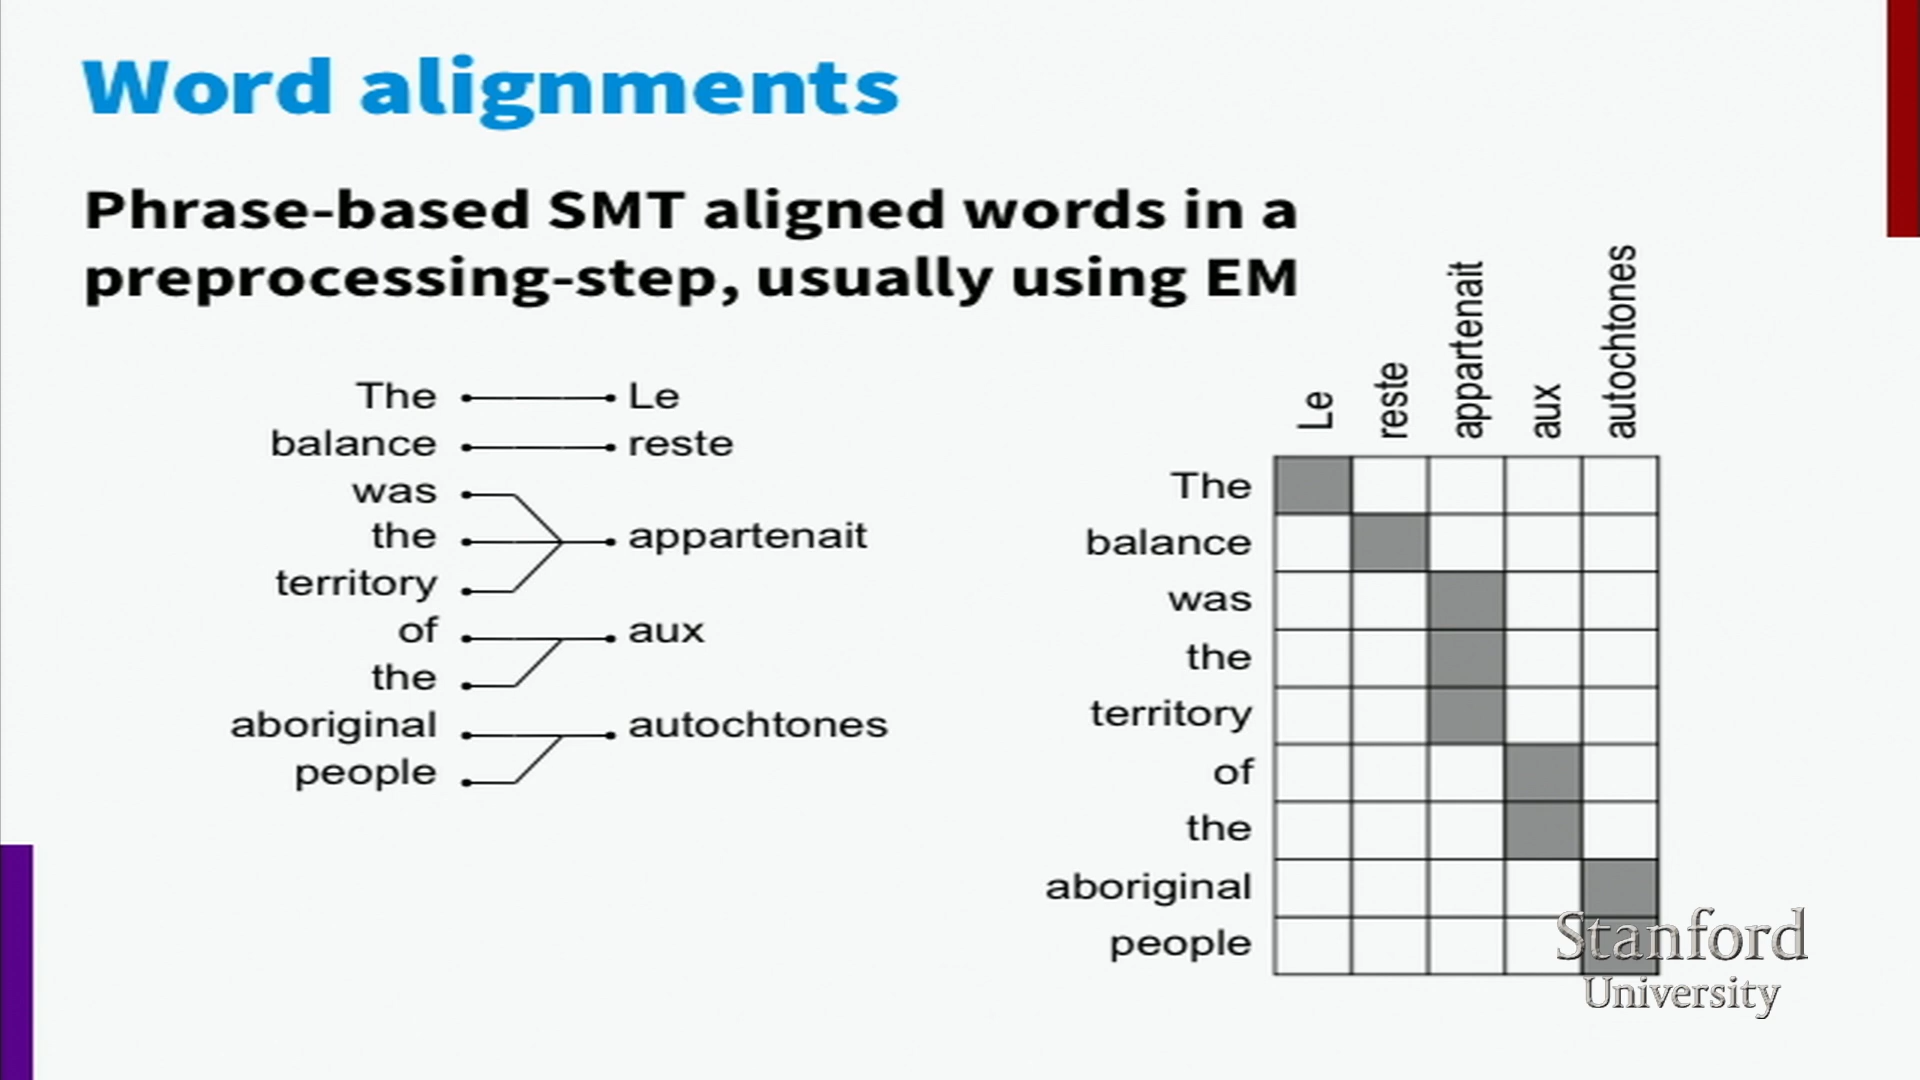 Word alignments
Phrase-based SMT aligned words in a
preprocessing-step, usually using EM
The Le
balance reste
was
the appartenait
territory
of aux
the
aboriginal autochtones
people
Le reste appartenait aux autochtones
The
balance
was
the
territory
of
the
aboriginal
people
Stanford
University